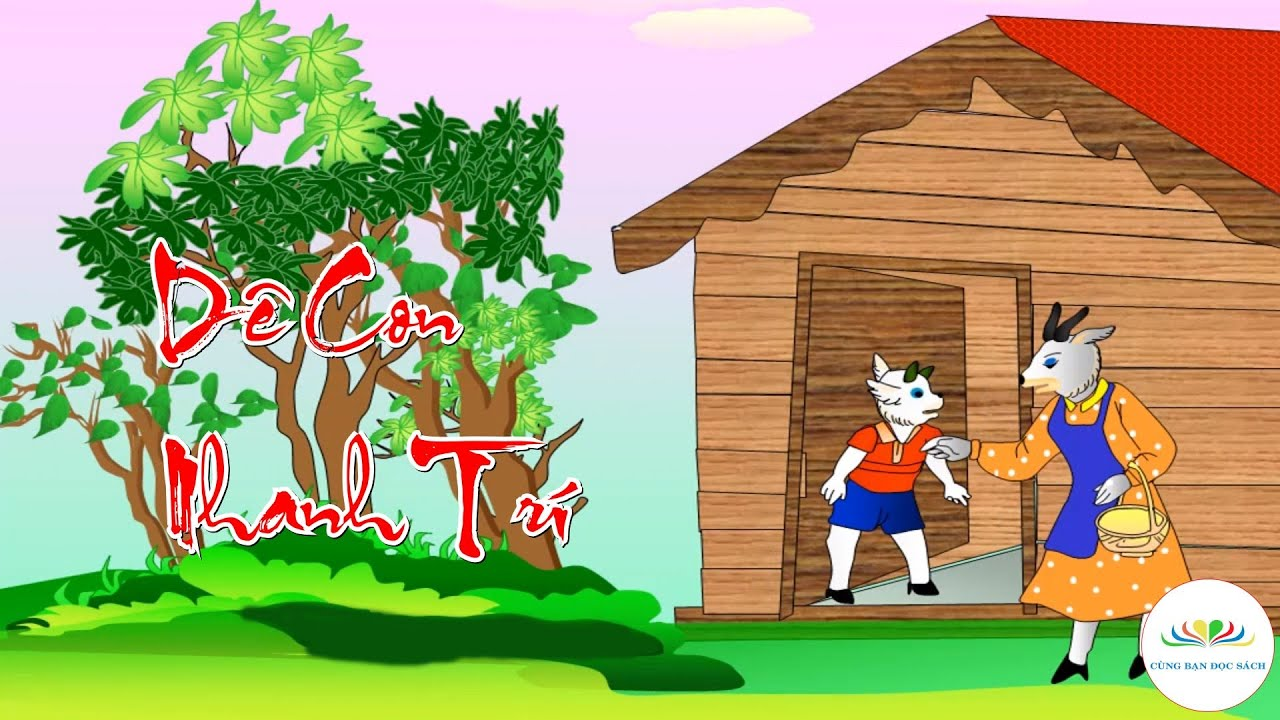 Dê Con
Nhanh Trí
CÙNG BẠN ĐỌC SÁCH